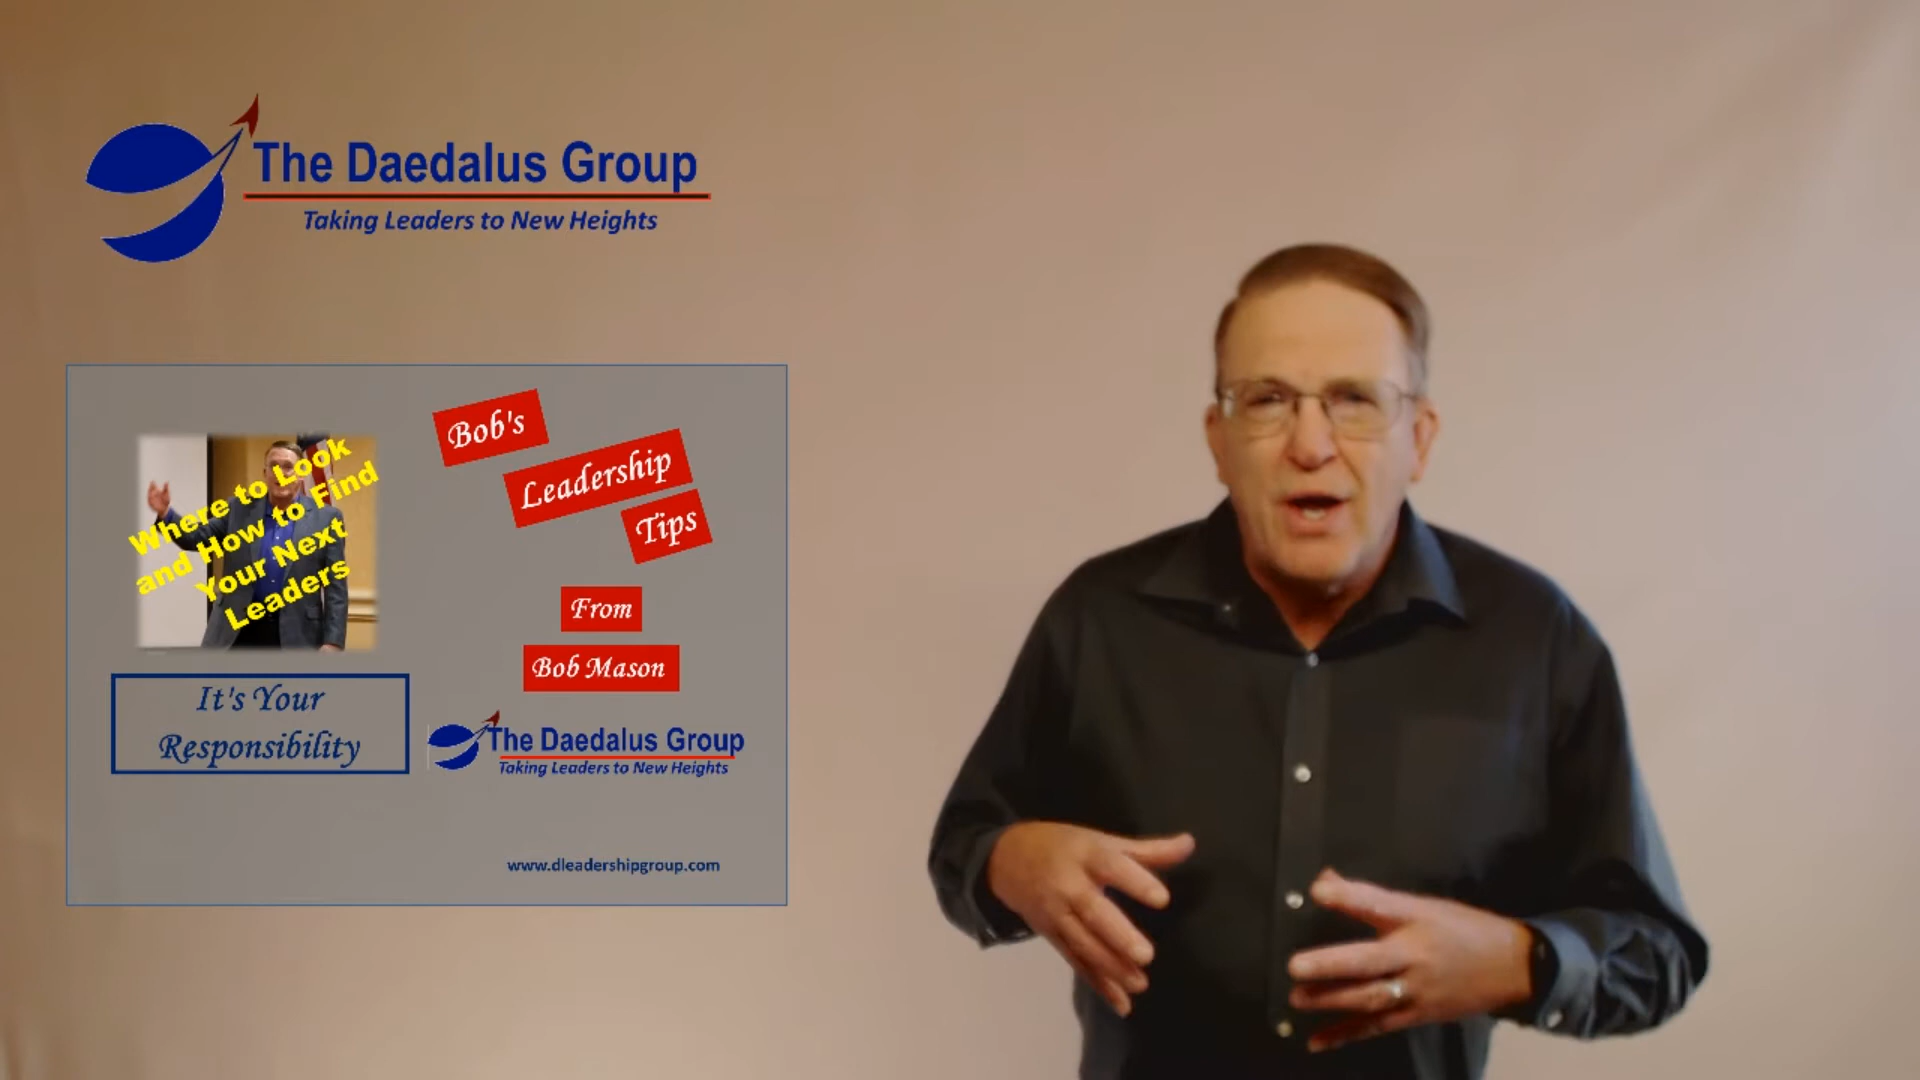 The Daedalus Group
Taking Leaders to New Heights
Where to Look
and How to Find
Your Next
Leaders
It's Your
Responsibility
Bob's
Leadership
Tips
From
Bob Mason
The Daedalus Group
Taking Leaders to New Heights
www.dleadershipgroup.com